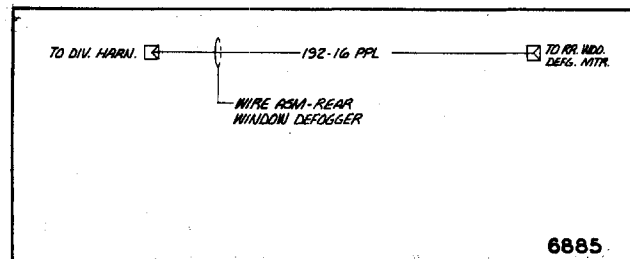 TO DIV. HARN.
192-16 PPL
TO RR. WDO.
DEFG. MTR.
WIRE ASM-REAR
WINDOW DEFOGGER
6885